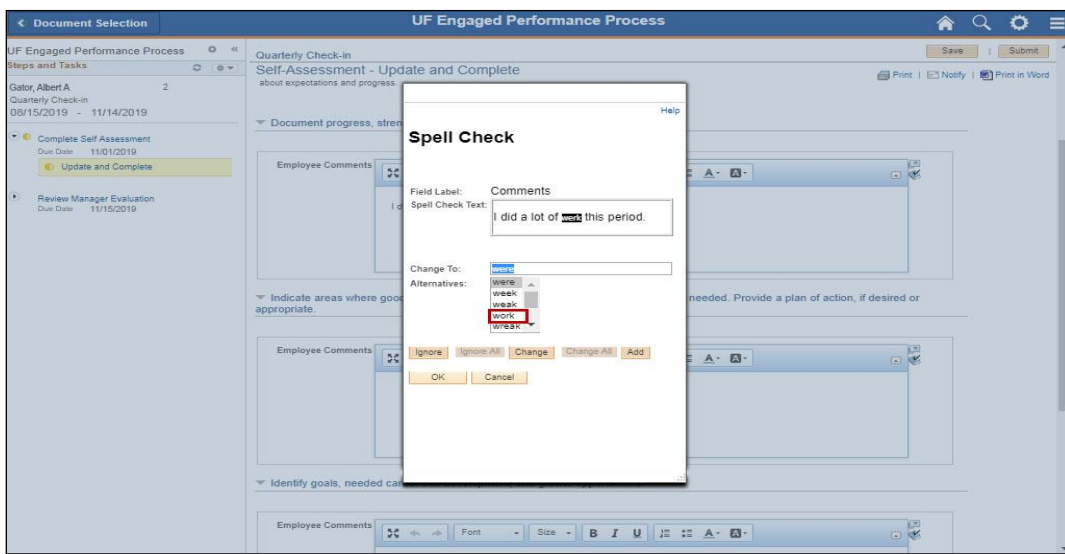 Document Selection
UF Engaged Performance Process
UF Engaged Performance Process
Steps and Tasks
Gator, Albert A 2
Quarterly Check-in
08/15/2019 - 11/14/2019
Complete Self Assessment
Due Date 11/01/2019
Update and Complete
Review Manager Evaluation
Due Date 11/15/2019
Quarterly Check-in
Save | Submit
Self-Assessment - Update and Complete
Print | Notify | Print in Word
about expectations and progress
Document progress, stren
Employee Comments
I d
Help
Spell Check
Field Label: Comments
Spell Check Text: I did a lot of werk this period.
Change To: were
Alternatives: were
week
weak
work
wreak
Ignore Ignore All Change Change All Add
OK Cancel
Indicate areas where goo
needed. Provide a plan of action, if desired or
appropriate.
Employee Comments
Identify goals, needed
Employee Comments
Font Size B I U A A